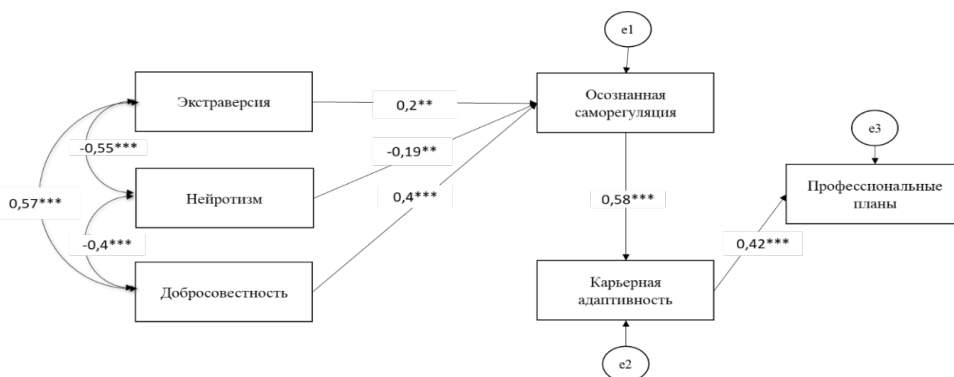 e1
Экстраверсия
0,2**
Осознанная
саморегуляция
e3
-0,55***
-0,19**
Нейротизм
0,4***
0,57***
0,58***
Профессиональные
планы
-0,4***
0,42***
Добросовестность
Карьерная
адаптивность
e2